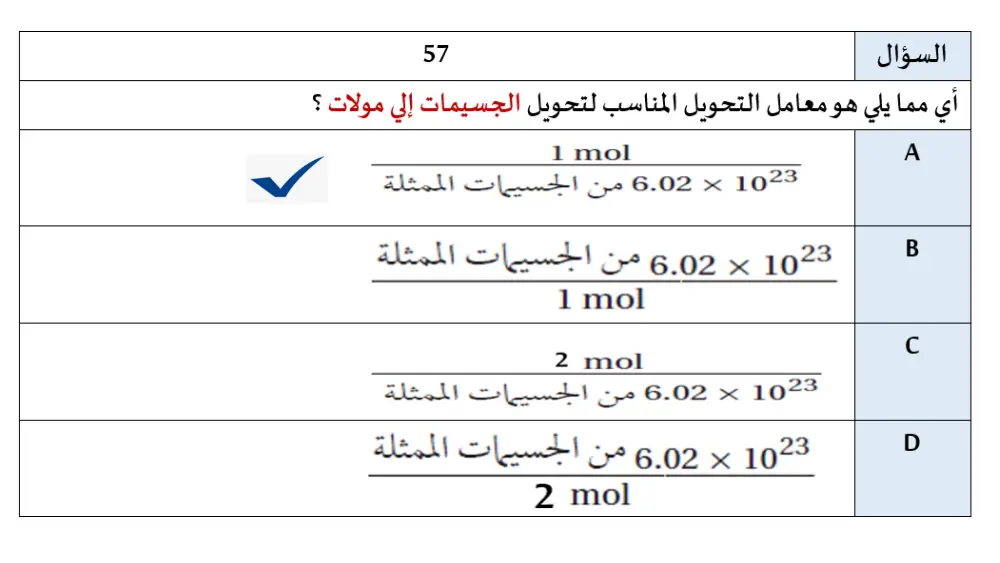 السؤال 57
أي مما يلي هو معامل التحويل المناسب لتحويل الجسيمات إلي مولات ؟
A
1 mol
6.02 × 10²³ من الجسيمات الممثلة
B
6.02 × 10²³ من الجسيمات الممثلة
1 mol
C
2 mol
6.02 × 10²³ من الجسيمات الممثلة
D
6.02 × 10²³ من الجسيمات الممثلة
2 mol